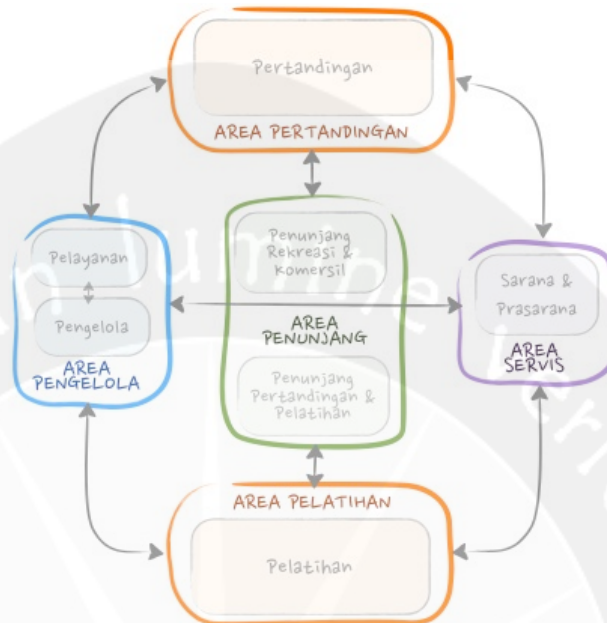 Pertandingan
AREA PERTANDINGAN
Pelayanan
Pengelola
AREA
PENGELOLA
Penunjang
Rekreasi &
Komersil
AREA
PENUNJANG
Penunjang
Pertandingan &
Pelatihan
Sarana &
Prasarana
AREA
SERVIS
AREA PELATIHAN
Pelatihan
lumine